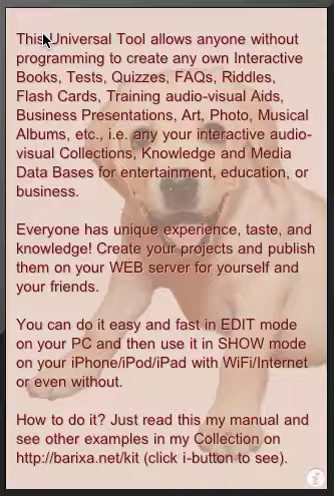 This Universal Tool allows anyone without
programming to create any own Interactive
Books, Tests, Quizzes, FAQs, Riddles,
Flash Cards, Training audio-visual Aids,
Business Presentations, Art, Photo, Musical
Albums, etc., i.e. any your interactive audio-
visual Collections, Knowledge and Media
Data Bases for entertainment, education, or
business.
Everyone has unique experience, taste, and
knowledge! Create your projects and publish
them on your WEB server for yourself and
your friends.
You can do it easy and fast in EDIT mode
on your PC and then use it in SHOW mode
on your iPhone/iPod/iPad with WiFi/Internet
or even without.
How to do it? Just read this my manual and
see other examples in my Collection on
http://barixa.net/kit (click i-button to see).